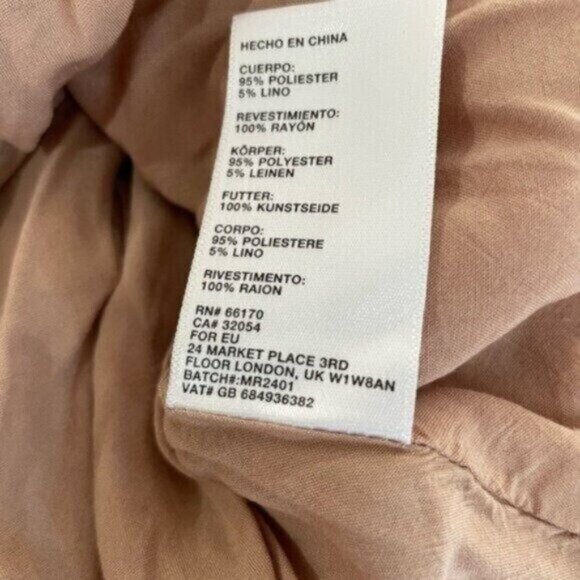 HECHO EN CHINA
CUERPO:
95% POLIESTER
5% LINO
REVESTIMIENTO:
100% RAYÓN
KÖRPER:
95% POLYESTER
5% LEINEN
FUTTER:
100% KUNSTSEIDE
CORPO:
95% POLIESTERE
5% LINO
RIVESTIMENTO:
100% RAION
RN# 66170
CA# 32054
FOR EU
24 MARKET PLACE 3RD
FLOOR LONDON, UK W1W8AN
BATCH#:MR2401
VAT# GB 684936382